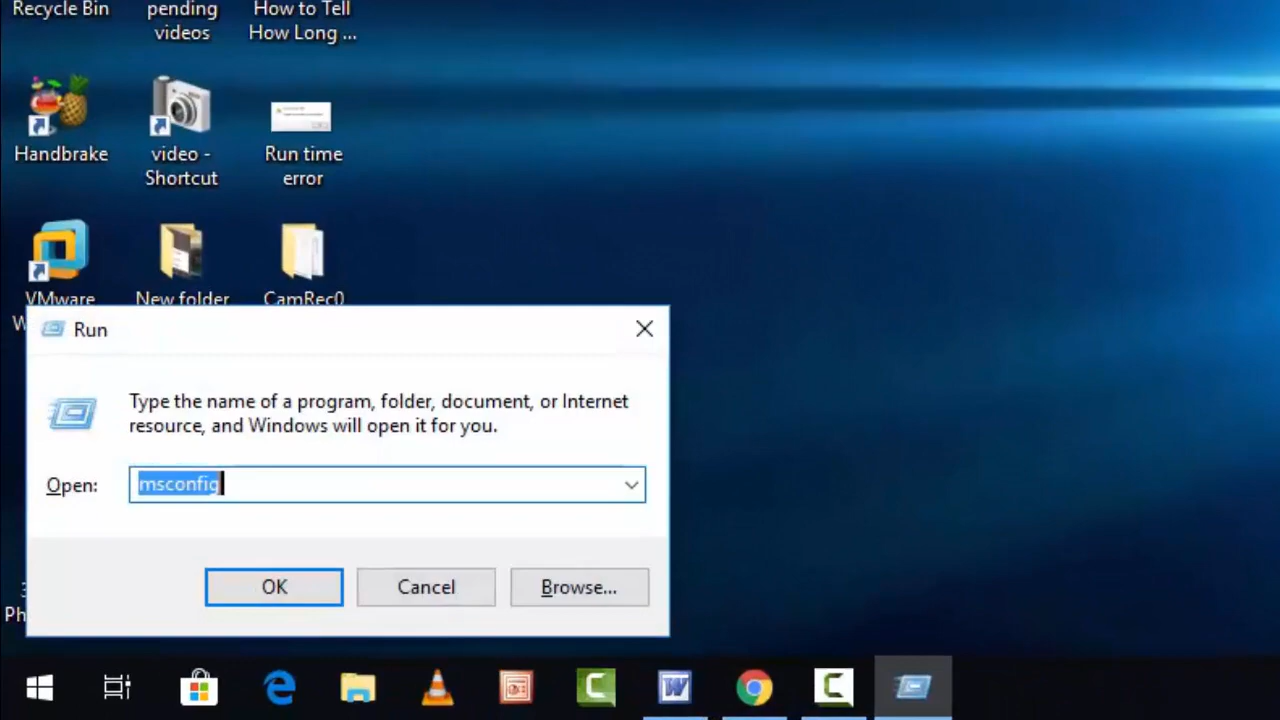 Recycle Bin
pending
videos
How to Tell
How Long ...
Handbrake
video -
Shortcut
Run time
error
VMware
W
New folder
CamRec0
Run
Type the name of a program, folder, document, or Internet
resource, and Windows will open it for you.
Open:
msconfig
OK
Cancel
Browse...
Ph